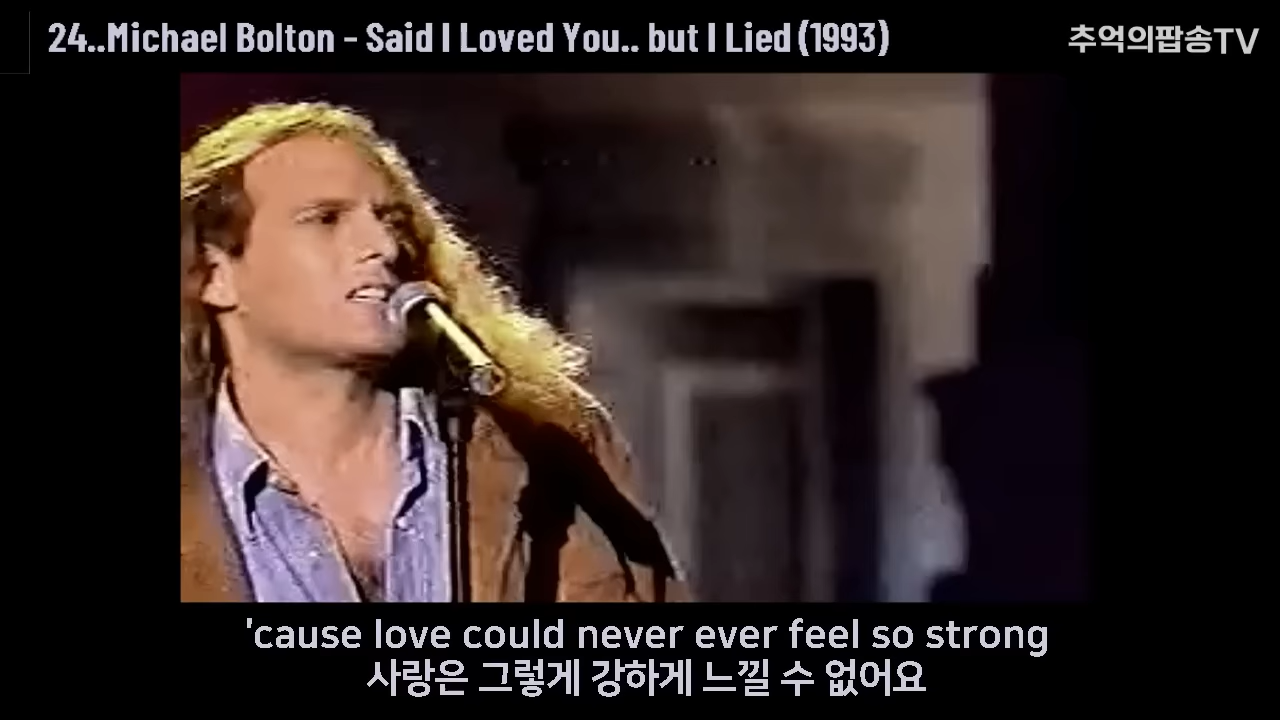 24..Michael Bolton - Said I Loved You.. but I Lied (1993)
추억의팝송TV
'cause love could never ever feel so strong
사랑은 그렇게 강하게 느낄 수 없어요